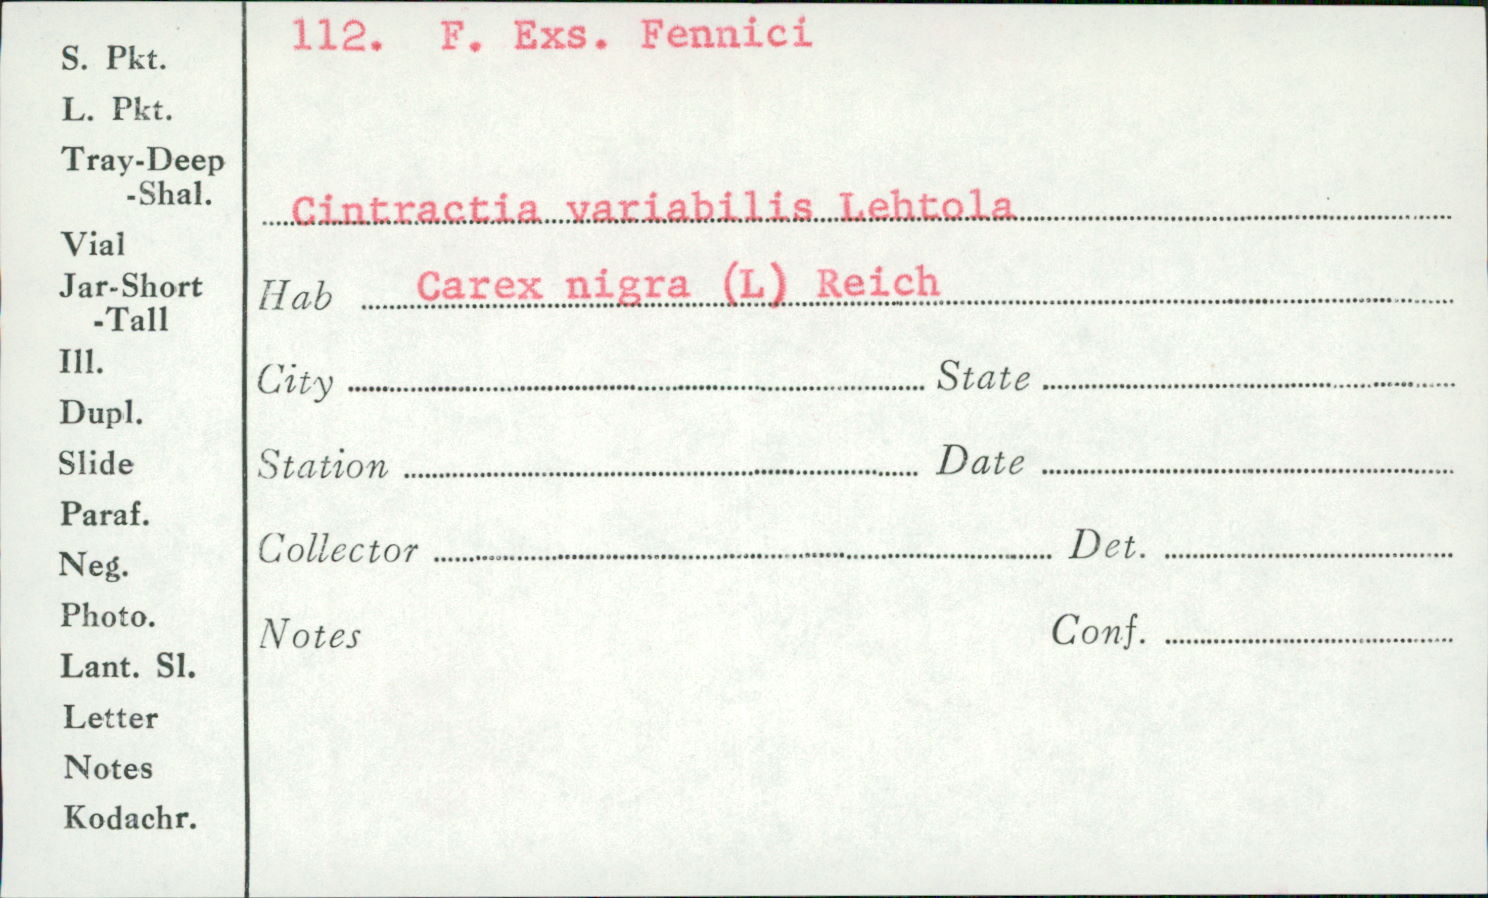 112. F. Exs. Fennici
S. Pkt.
L. Pkt.
Tray-Deep
-Shal.
Vial
Jar-Short
-Tall
Ill.
Dupl.
Slide
Paraf.
Neg.
Photo.
Lant. Sl.
Letter
Notes
Kodachr.
Cintractia variabilis Lehtola
Hab Carex nigra (L) Reich
City State
Station Date
Collector Det.
Notes Conf.